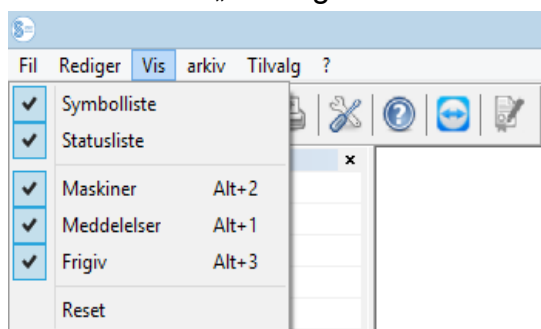 Fil Rediger Vis arkiv Tilvalg ?
Symbolliste
Statusliste
Maskiner Alt+2
Meddelelser Alt+1
Frigiv Alt+3
Reset